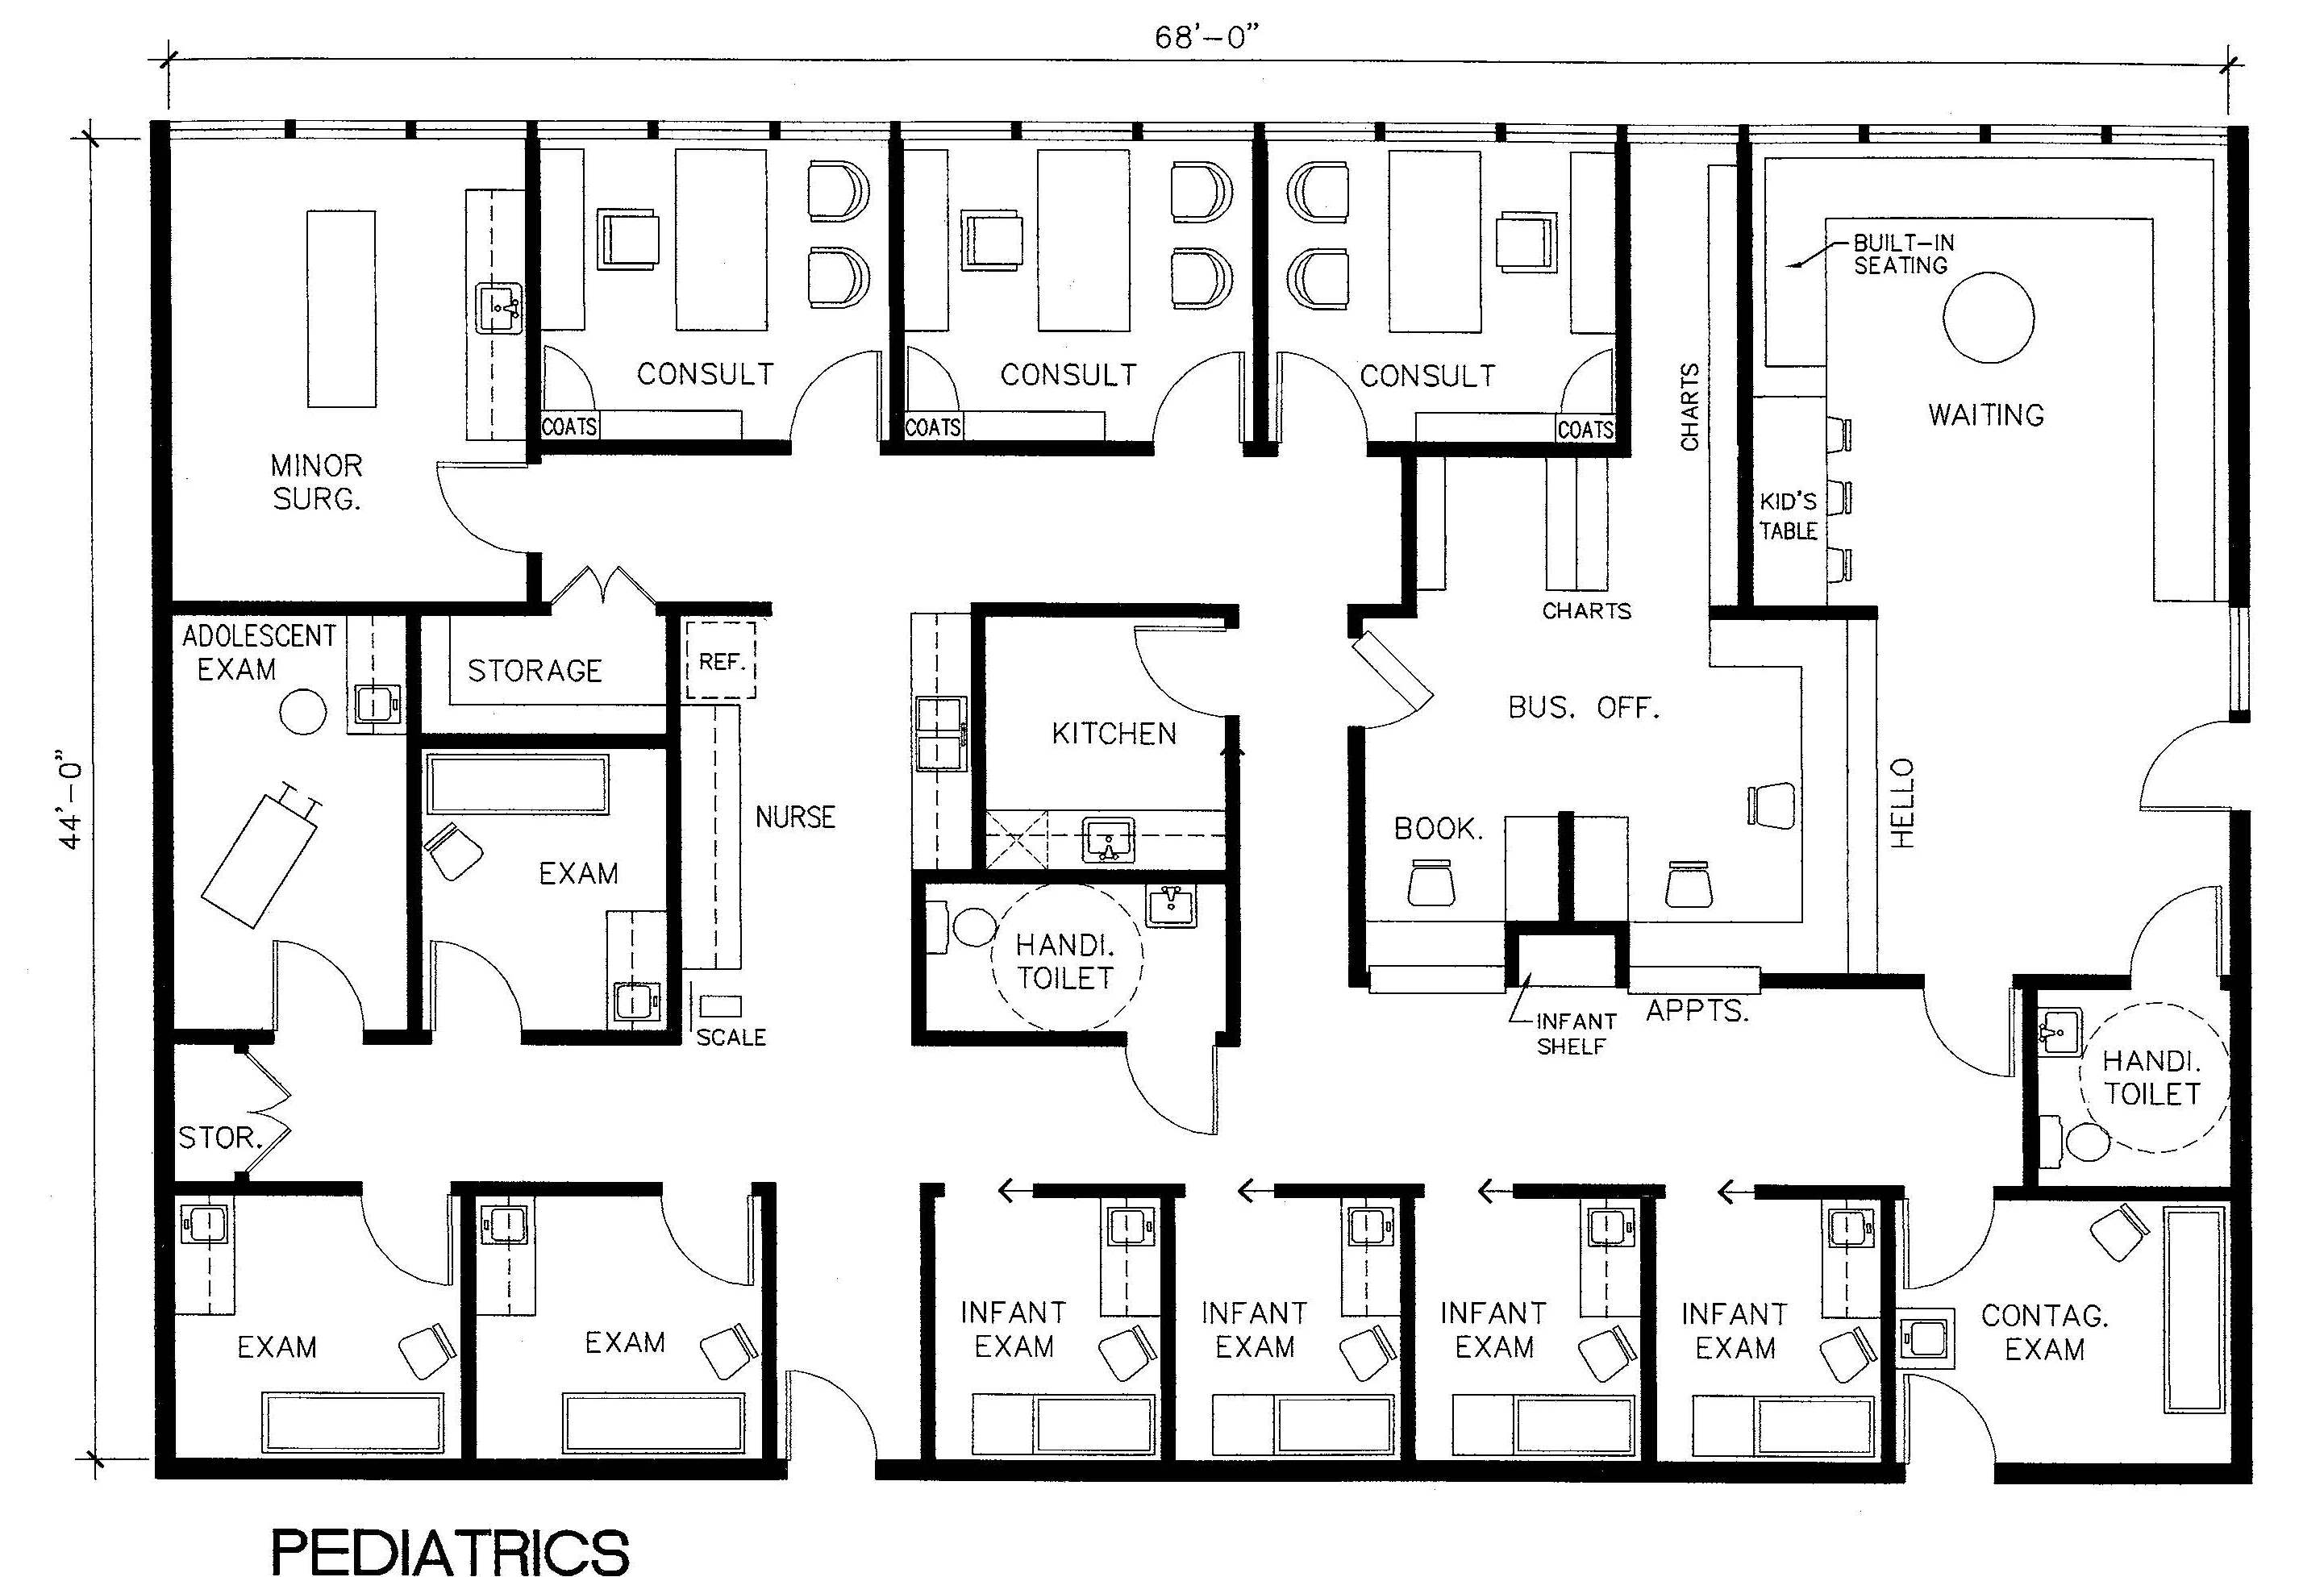 68'-0"
44'-0"
BUILT-IN
SEATING
CONSULT
CONSULT
CONSULT
COATS
COATS
COATS
CHARTS
WAITING
MINOR
SURG.
KID'S
TABLE
CHARTS
ADOLESCENT
EXAM
STORAGE
REF.
KITCHEN
BUS. OFF.
NURSE
HELLO
BOOK.
EXAM
HANDI.
TOILET
SCALE
INFANT
SHELF
APPTS.
HANDI.
TOILET
STOR.
EXAM
EXAM
INFANT
EXAM
INFANT
EXAM
INFANT
EXAM
INFANT
EXAM
CONTAG.
EXAM
PEDIATRICS